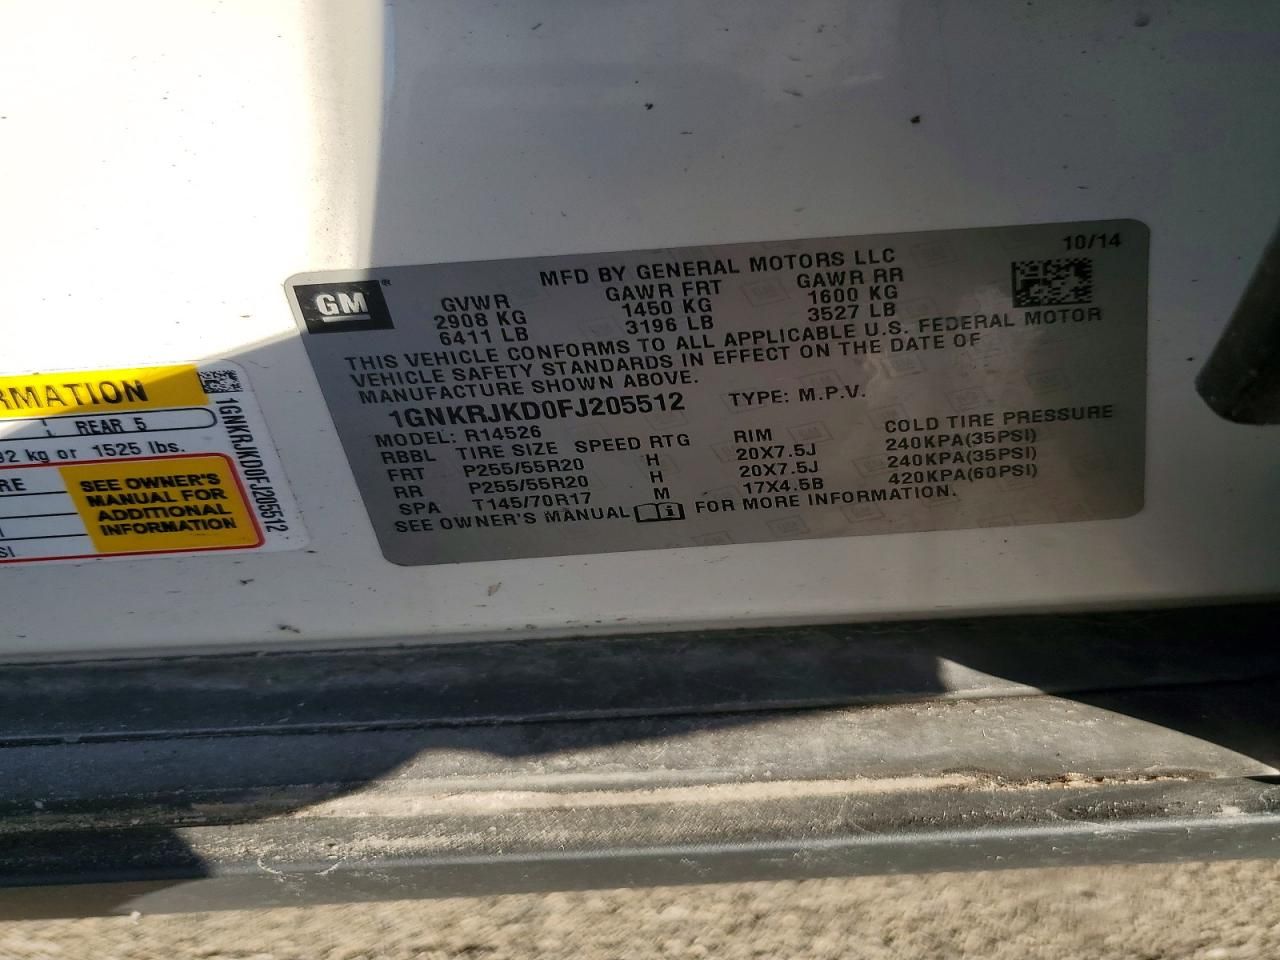 10/14
GM ®
MFD BY GENERAL MOTORS LLC
GVWR GAWR FRT GAWR RR
2908 KG 1450 KG 1600 KG
6411 LB 3196 LB 3527 LB
THIS VEHICLE CONFORMS TO ALL APPLICABLE U.S. FEDERAL MOTOR
VEHICLE SAFETY STANDARDS IN EFFECT ON THE DATE OF
MANUFACTURE SHOWN ABOVE.
1GNKRJKD0FJ205512 TYPE: M.P.V.
MODEL: R14526
RBBL TIRE SIZE SPEED RTG RIM COLD TIRE PRESSURE
FRT P255/55R20 H 20X7.5J 240KPA(35PSI)
RR P255/55R20 H 20X7.5J 240KPA(35PSI)
SPA T145/70R17 M 17X4.5B 420KPA(60PSI)
SEE OWNER'S MANUAL FOR MORE INFORMATION.
RMATION
REAR 5
92 kg or 1525 lbs.
RE
SI
SEE OWNER'S
MANUAL FOR
ADDITIONAL
INFORMATION
1GNKRJKD0FJ205512